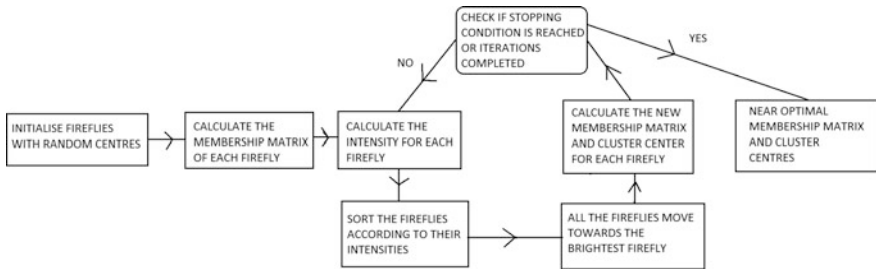 INITIALISE FIREFLIES
WITH RANDOM CENTRES
CALCULATE THE
MEMBERSHIP MATRIX
OF EACH FIREFLY
CALCULATE THE
INTENSITY FOR EACH
FIREFLY
SORT THE FIREFLIES
ACCORDING TO THEIR
INTENSITIES
ALL THE FIREFLIES MOVE
TOWARDS THE
BRIGHTEST FIREFLY
CALCULATE THE NEW
MEMBERSHIP MATRIX
AND CLUSTER CENTER
FOR EACH FIREFLY
CHECK IF STOPPING
CONDITION IS REACHED
OR ITERATIONS
COMPLETED
NO
YES
NEAR OPTIMAL
MEMBERSHIP MATRIX
AND CLUSTER
CENTRES